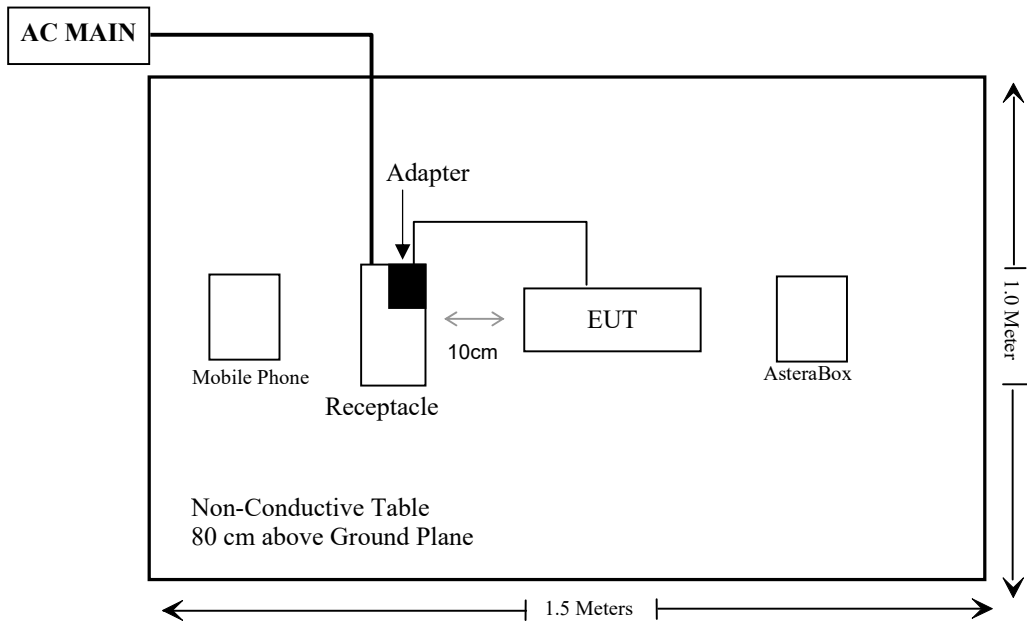 AC MAIN
Adapter
EUT
10cm
Mobile Phone
AsteraBox
Receptacle
1.0 Meter
Non-Conductive Table
80 cm above Ground Plane
1.5 Meters